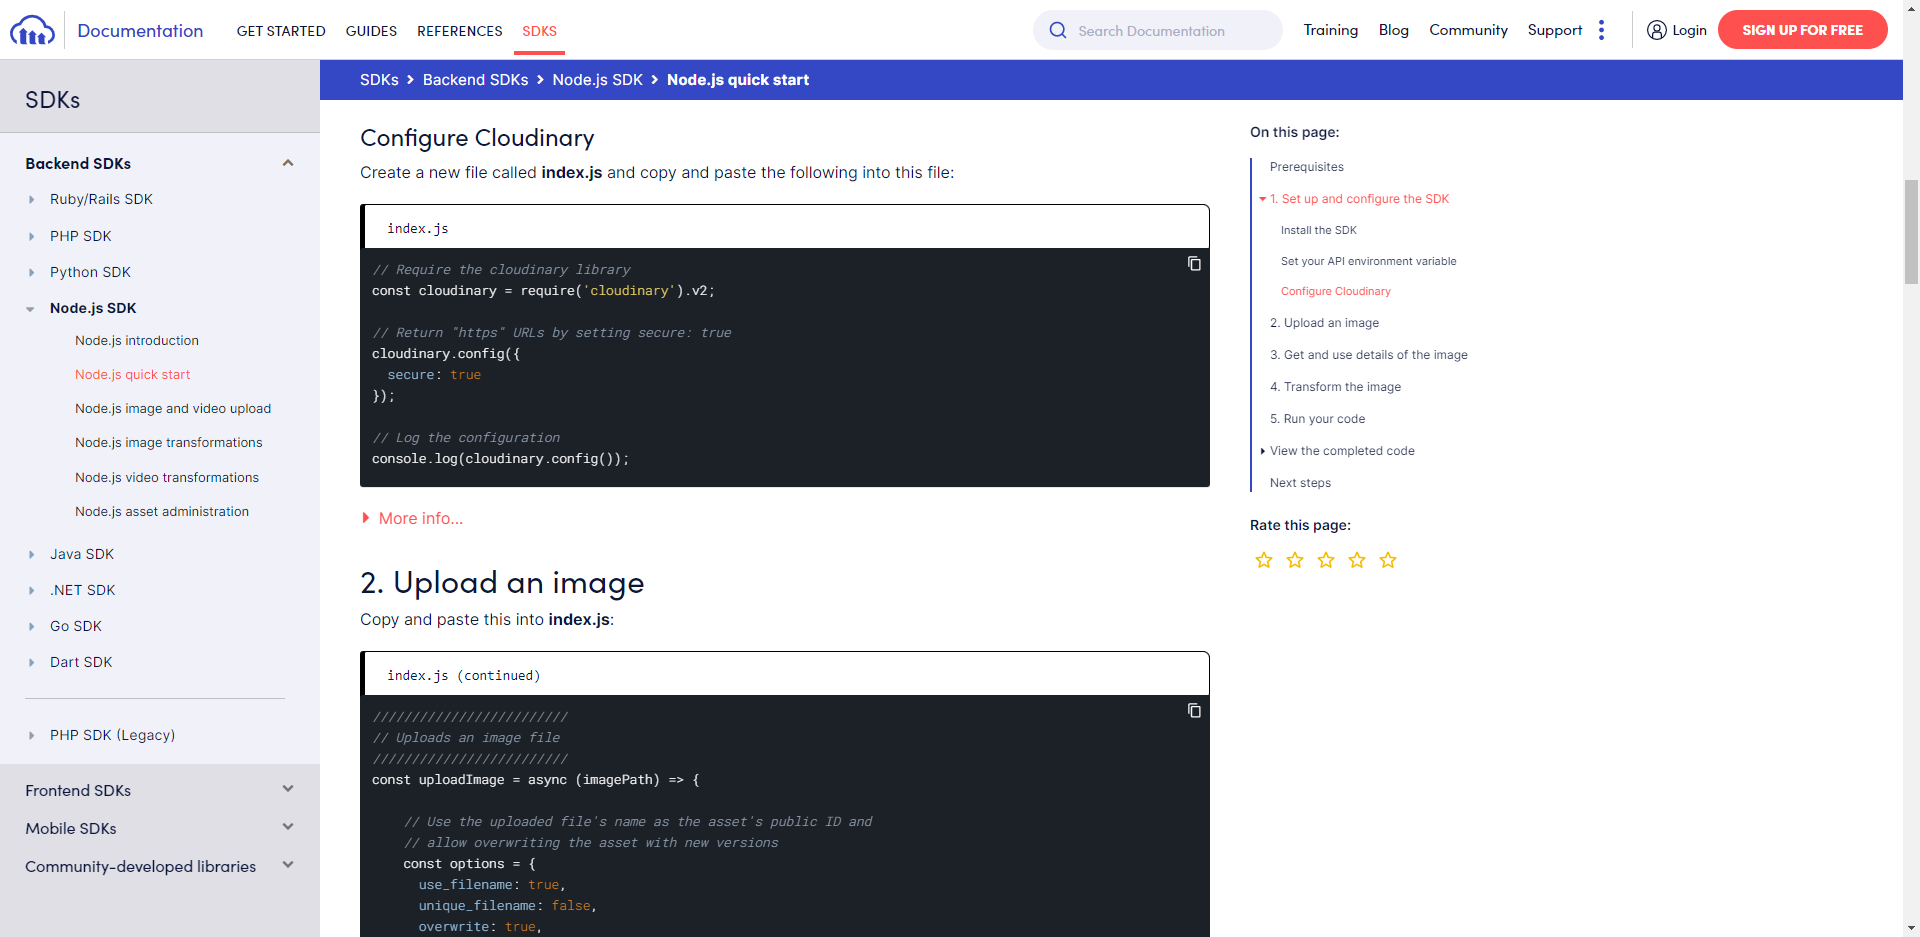 Documentation
GET STARTED
GUIDES
REFERENCES
SDKS
Search Documentation
Training
Blog
Community
Support
Login
SIGN UP FOR FREE
SDKs
Backend SDKs
Ruby/Rails SDK
PHP SDK
Python SDK
Node.js SDK
Node.js introduction
Node.js quick start
Node.js image and video upload
Node.js image transformations
Node.js video transformations
Node.js asset administration
Java SDK
.NET SDK
Go SDK
Dart SDK
PHP SDK (Legacy)
Frontend SDKs
Mobile SDKs
Community-developed libraries
SDKs > Backend SDKs > Node.js SDK > Node.js quick start
Configure Cloudinary
Create a new file called index.js and copy and paste the following into this file:
index.js
// Require the cloudinary library
const cloudinary = require('cloudinary').v2;
// Return "https" URLs by setting secure: true
cloudinary.config({
  secure: true
});
// Log the configuration
console.log(cloudinary.config());
More info...
2. Upload an image
Copy and paste this into index.js:
index.js (continued)
/////////////////////////
// Uploads an image file
/////////////////////////
const uploadImage = async (imagePath) => {
    // Use the uploaded file's name as the asset's public ID and
    // allow overwriting the asset with new versions
    const options = {
      use_filename: true,
      unique_filename: false,
      overwrite: true,
On this page:
Prerequisites
1. Set up and configure the SDK
Install the SDK
Set your API environment variable
Configure Cloudinary
2. Upload an image
3. Get and use details of the image
4. Transform the image
5. Run your code
View the completed code
Next steps
Rate this page: